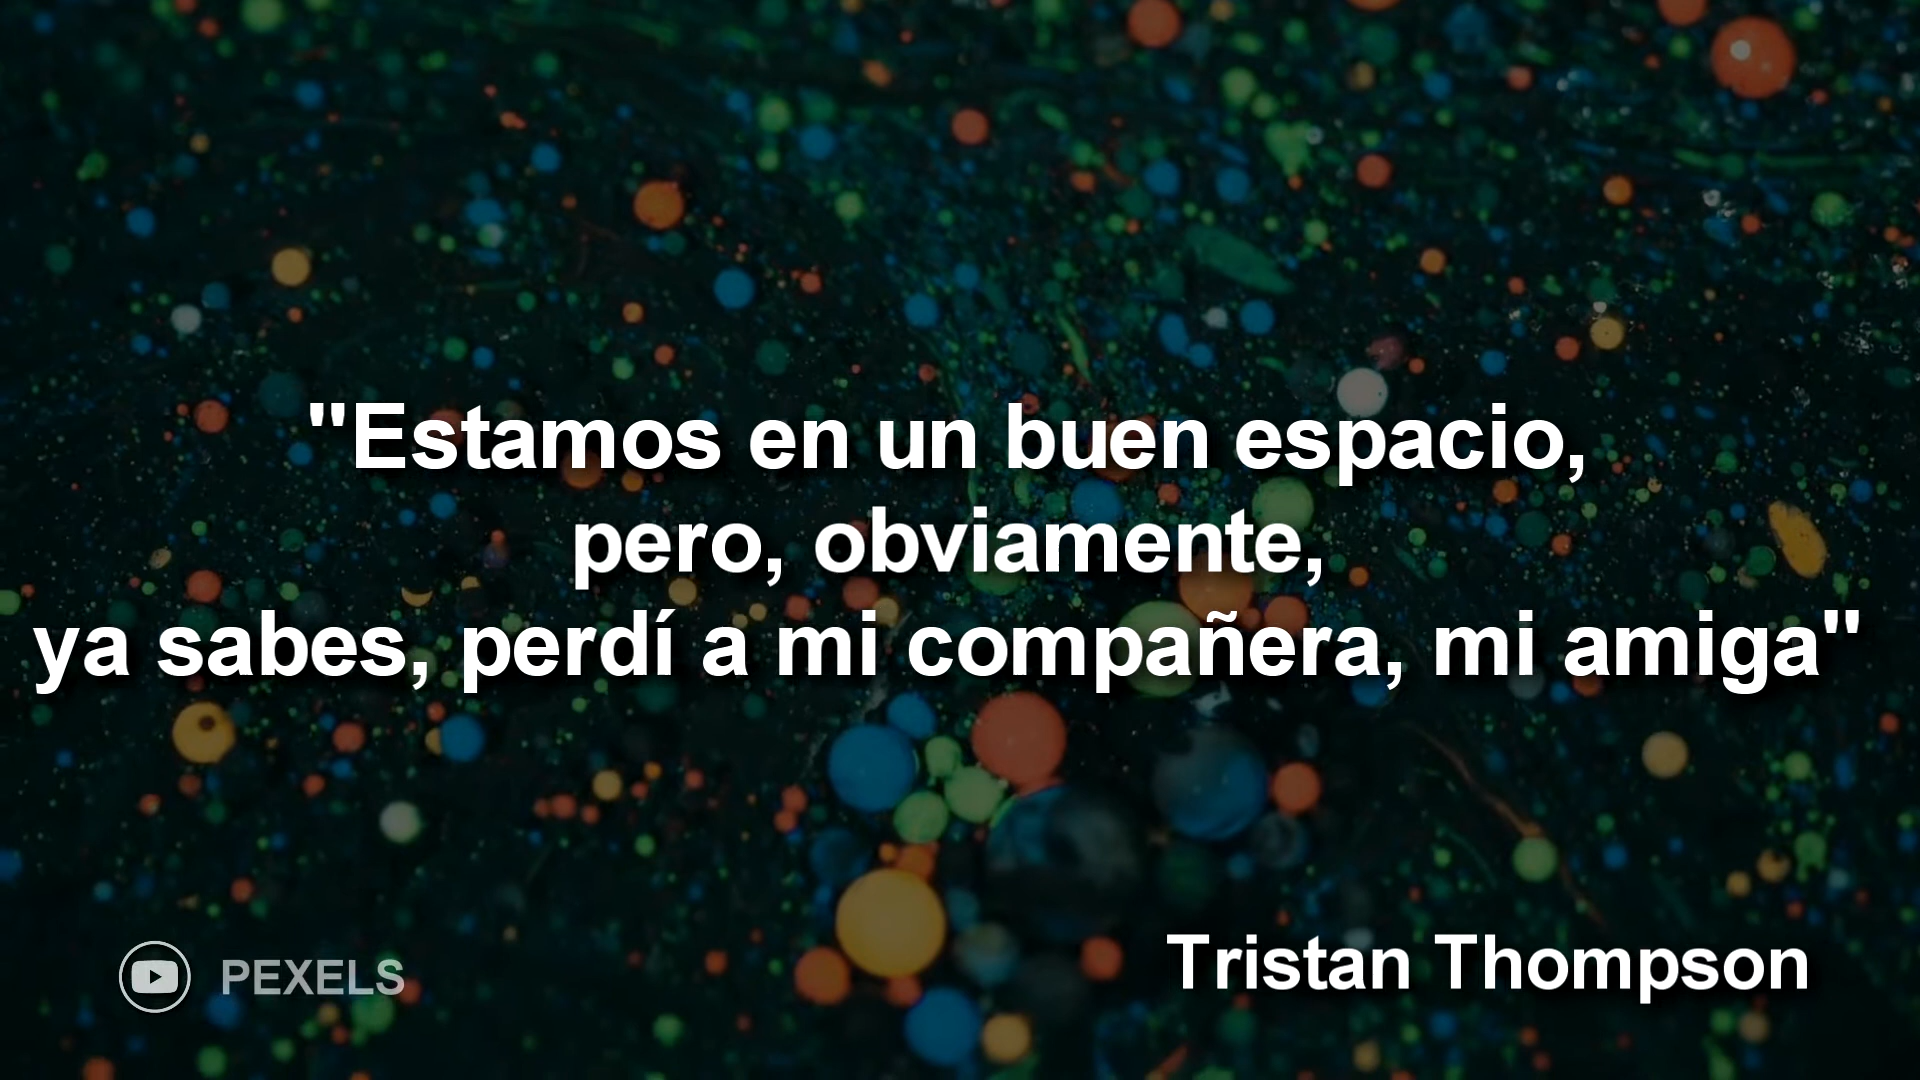 "Estamos en un buen espacio,
pero, obviamente,
ya sabes, perdí a mi compañera, mi amiga"
Tristan Thompson
PEXELS